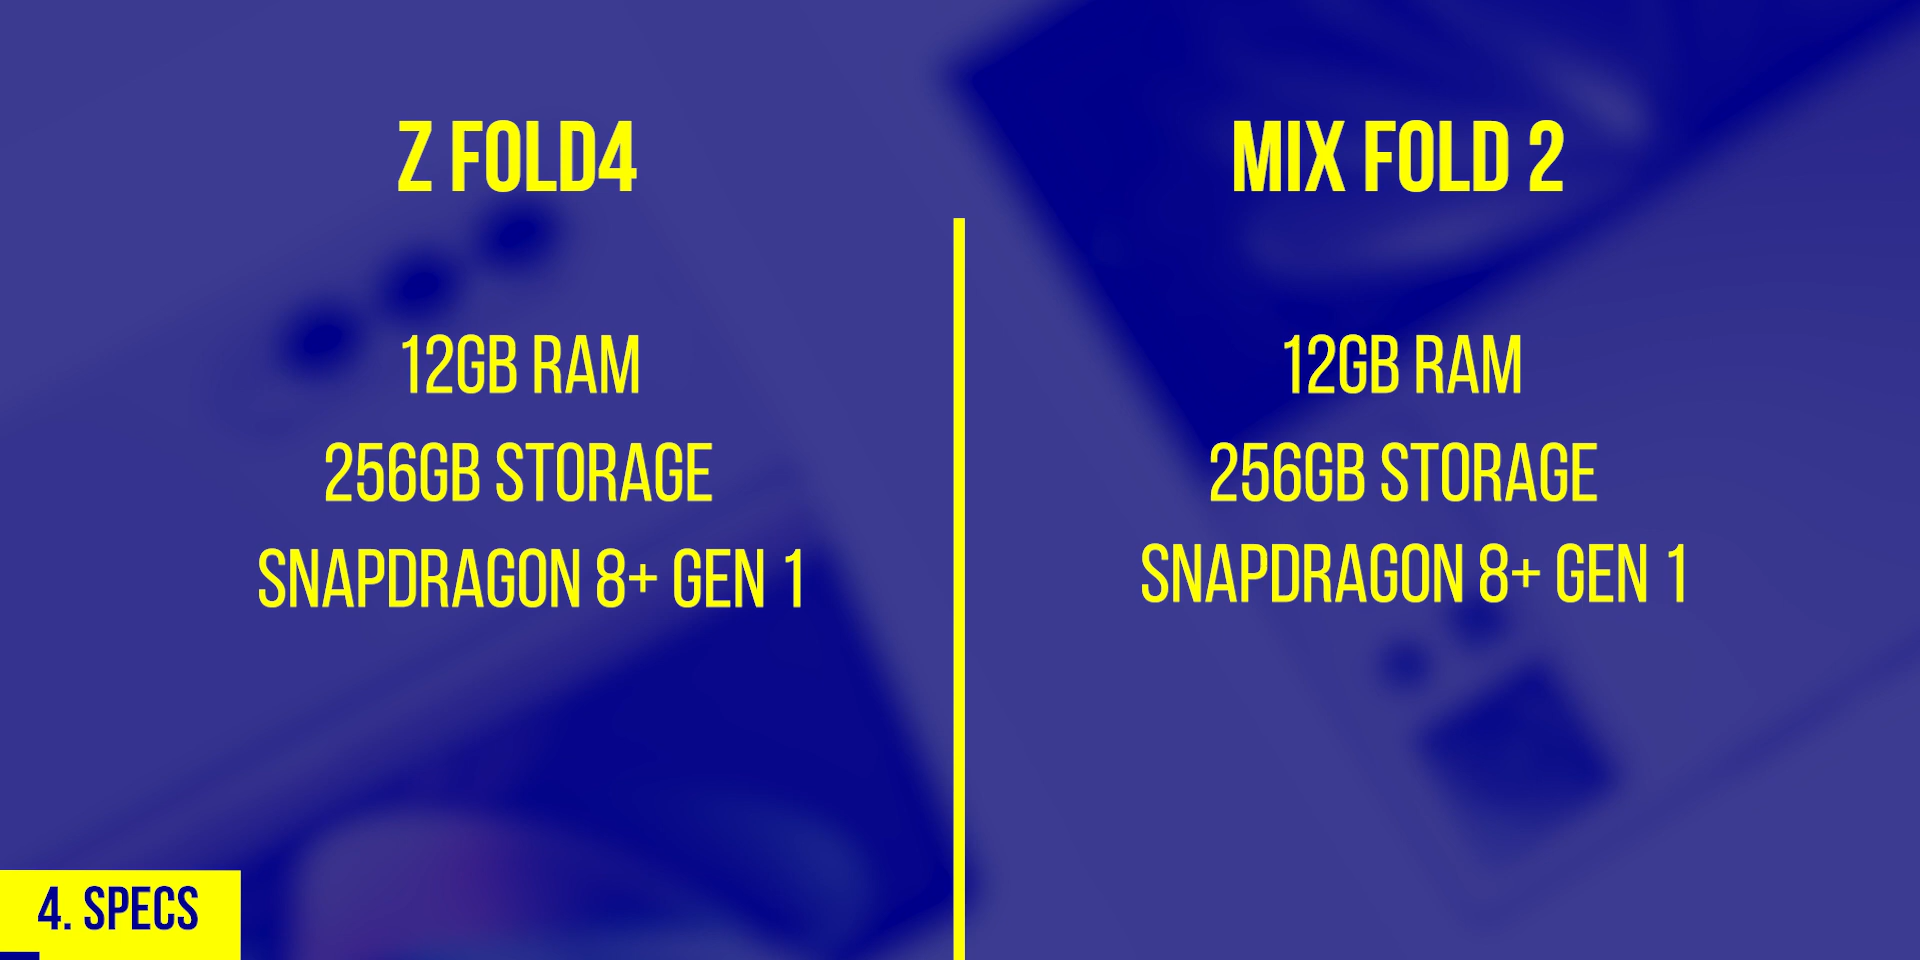 Z FOLD4
12GB RAM
256GB STORAGE
SNAPDRAGON 8+ GEN 1
MIX FOLD 2
12GB RAM
256GB STORAGE
SNAPDRAGON 8+ GEN 1
4. SPECS